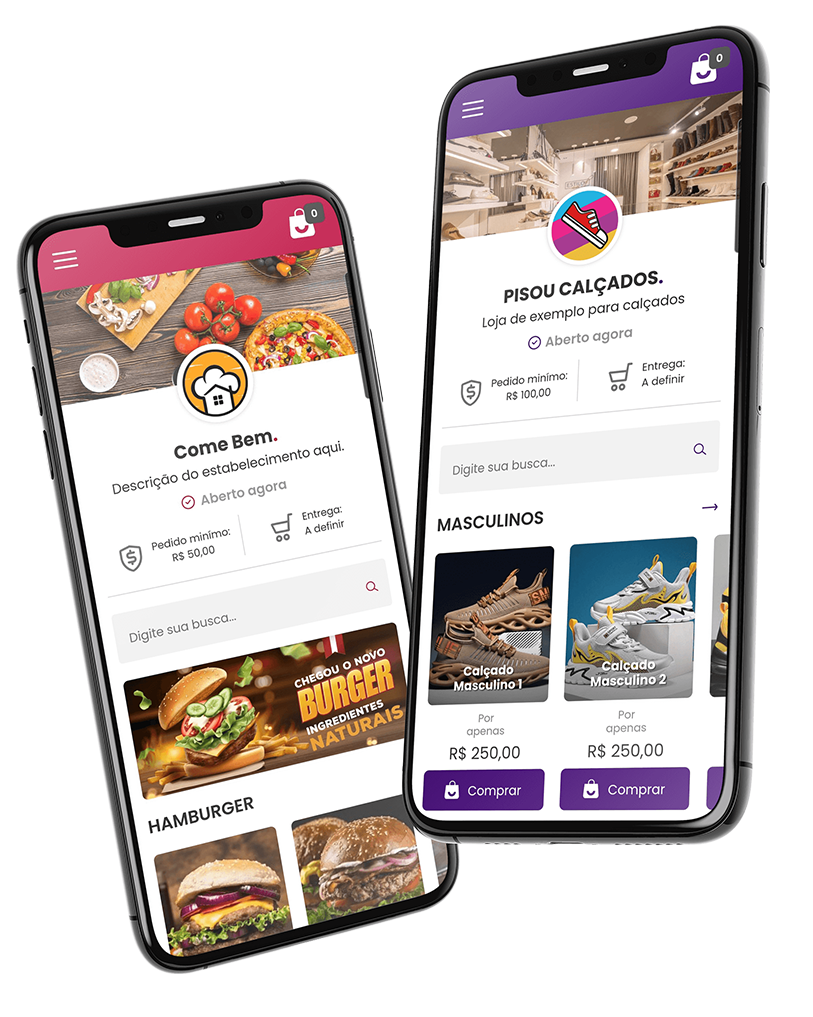 0
Come Bem.
Descrição do estabelecimento aqui.
Aberto agora
Pedido minímo:
R$ 50,00
Entrega:
A definir
Digite sua busca...
CHEGOU O NOVO
BURGER
INGREDIENTES
NATURAIS
HAMBURGER
0
PISOU CALÇADOS.
Loja de exemplo para calçados
Aberto agora
Pedido minímo:
R$ 100,00
Entrega:
A definir
Digite sua busca...
MASCULINOS
Calçado
Masculino 1
Calçado
Masculino 2
Por
apenas
R$ 250,00
Por
apenas
R$ 250,00
Comprar
Comprar